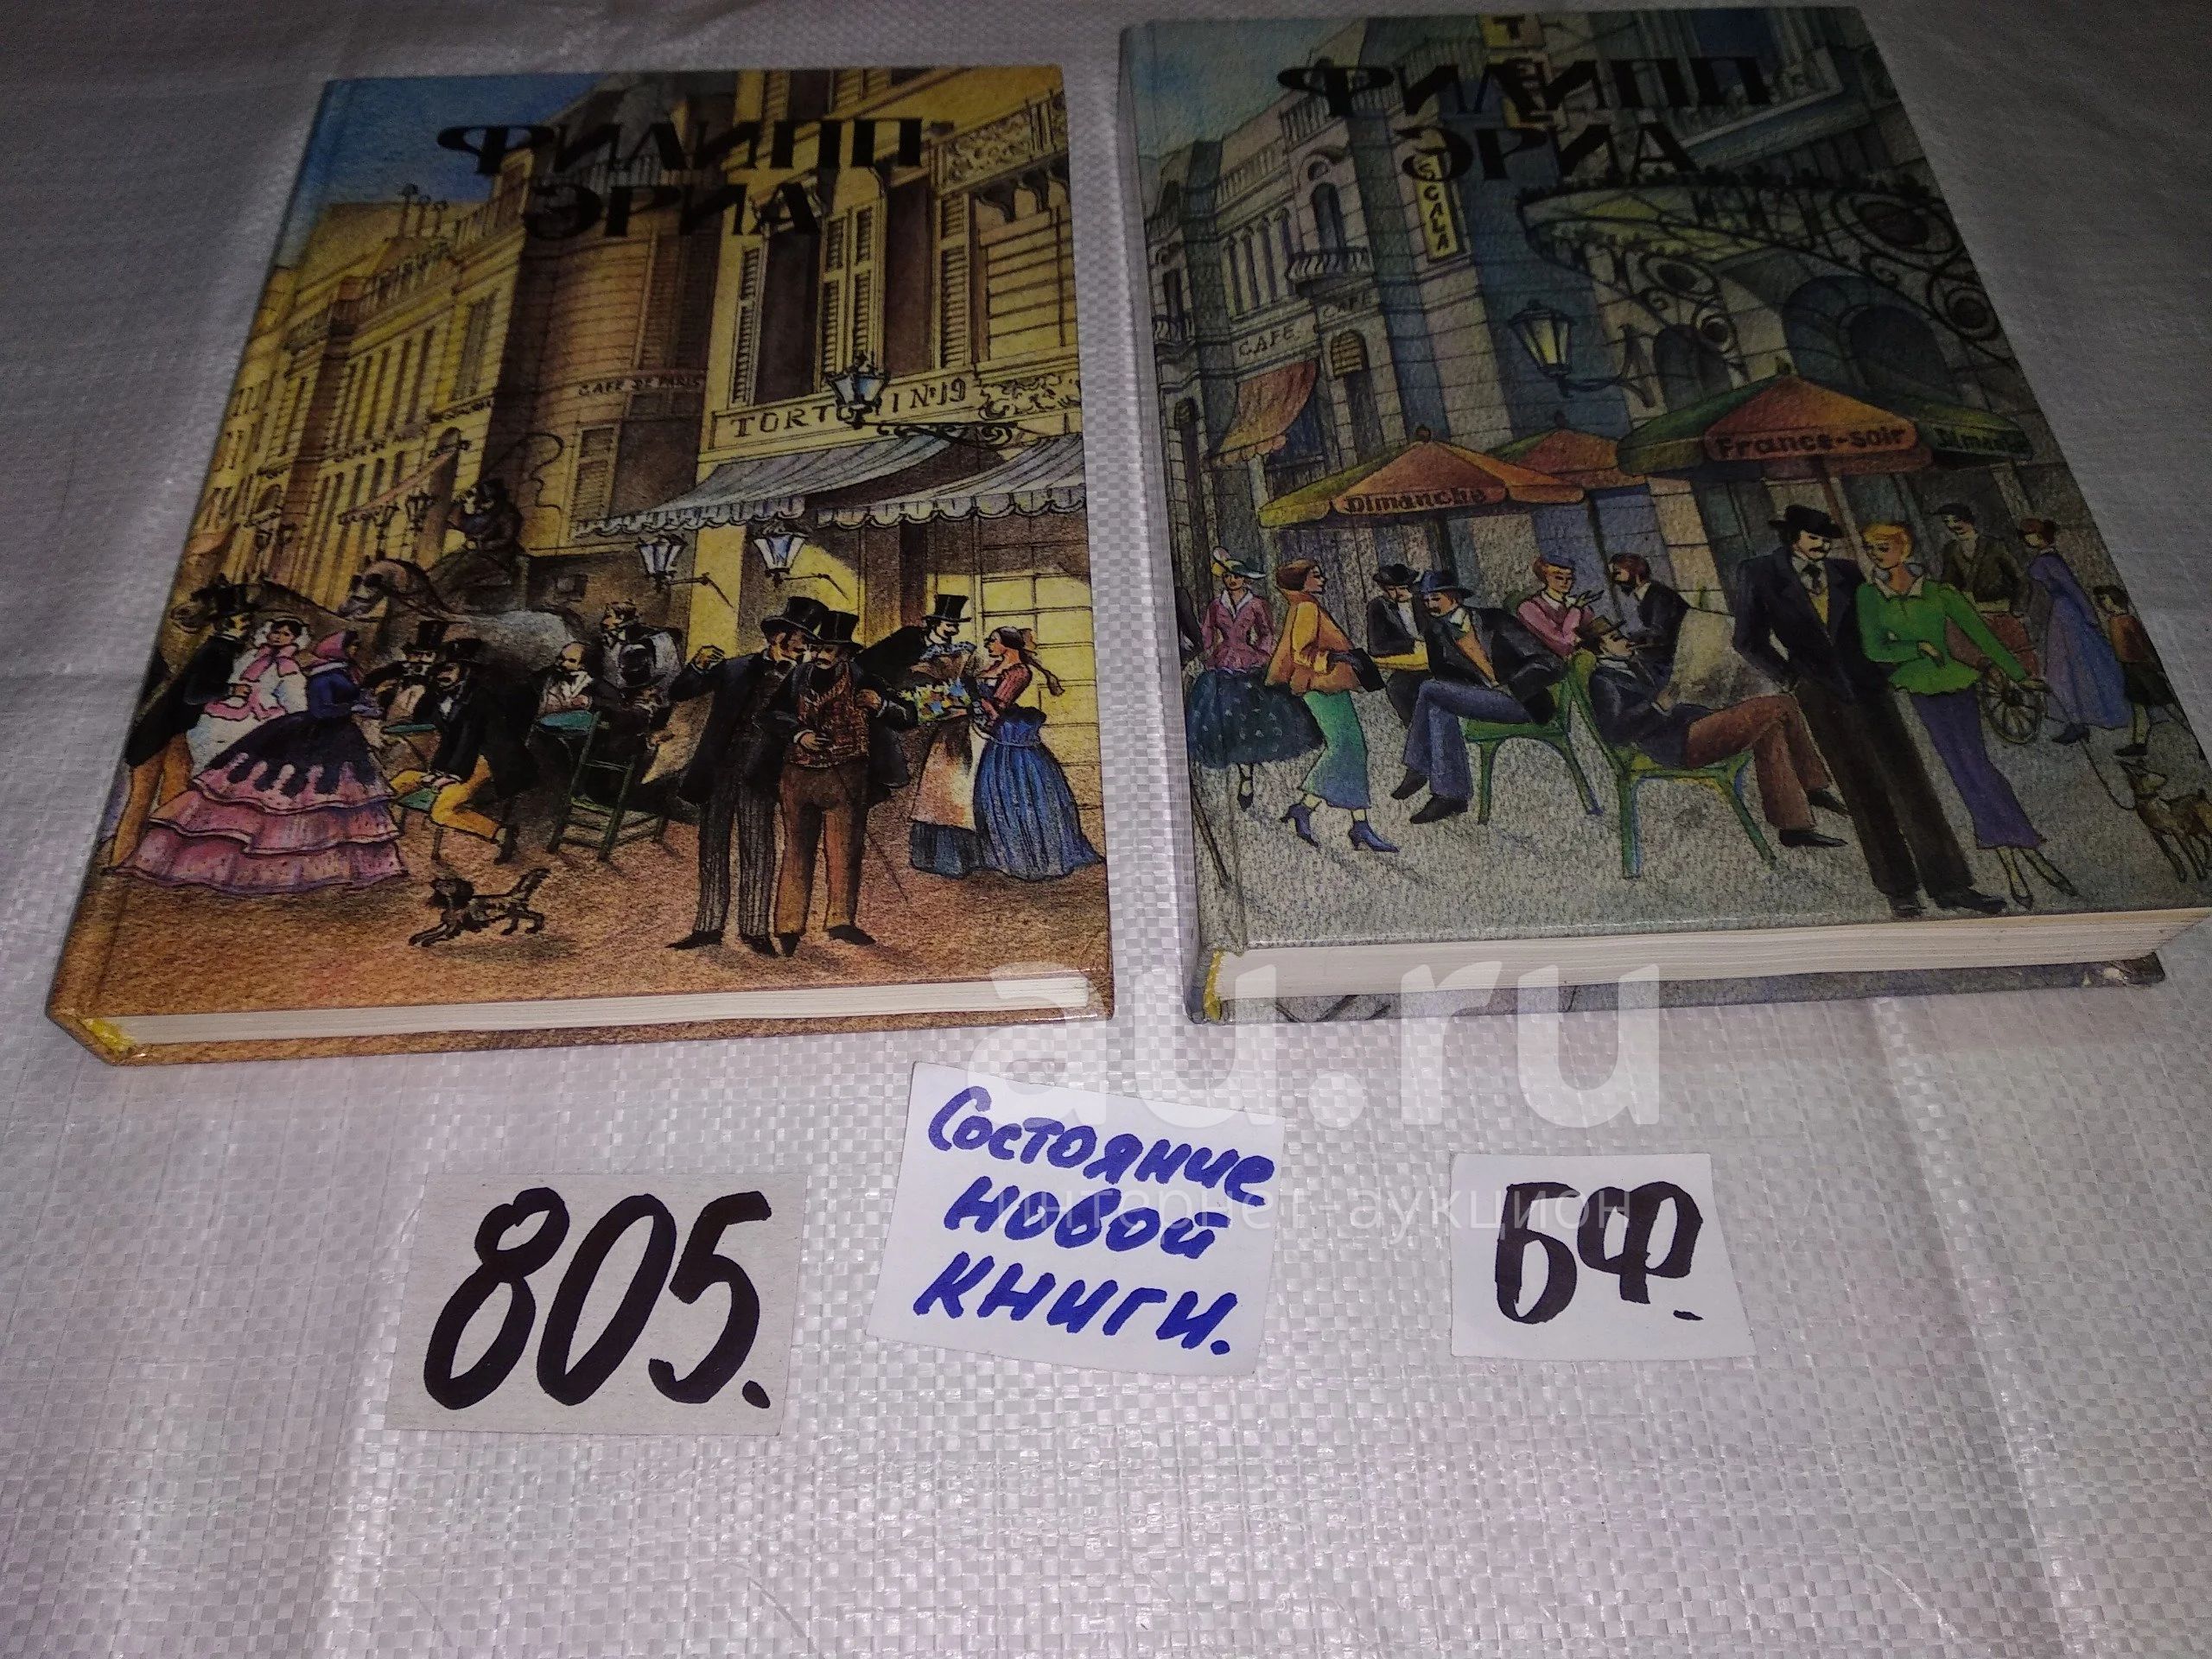 ФИЛИПП
ЭРИА
CAFE DE PARIS
TORTONI №19
ФИЛИПП
ЭРИА
SCALA
CAFE
CAFE
Dimanche
France-soir
Dimanche
au.ru
интернет-аукцион
805.
Состояние
новой
книги.
БФ.